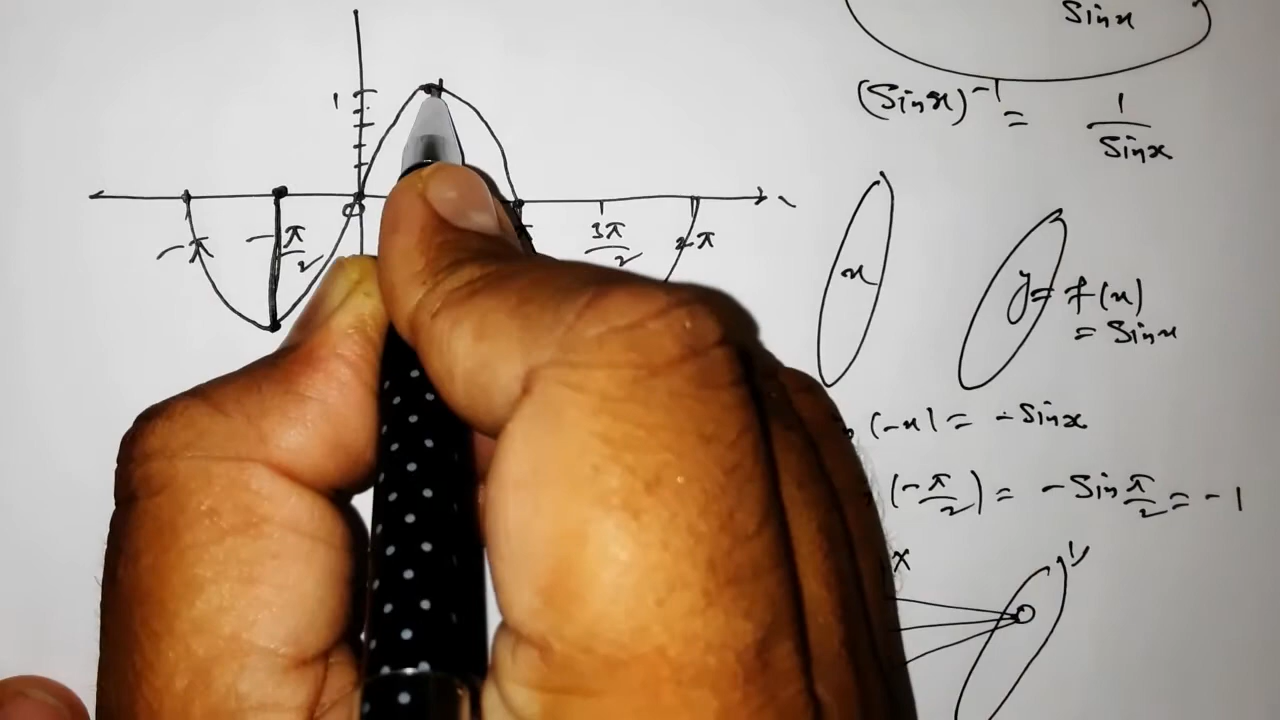 Sinx
(Sinx)⁻¹ = 1/Sinx
1
0
-π
-π/2
3π/2
2π
x
y = f(x)
= Sinx
(-x) = -Sinx
(-π/2) = -Sin π/2 = -1
X
y